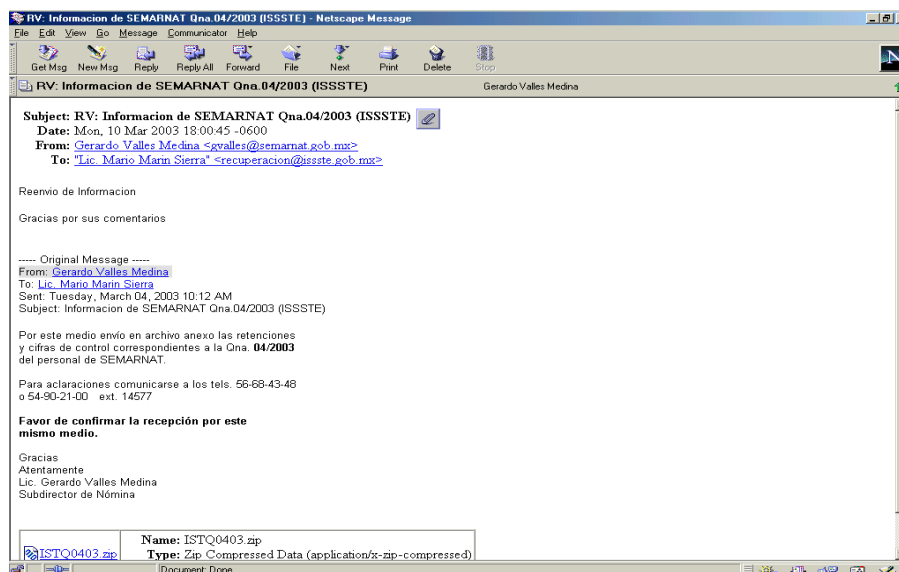 RV: Informacion de SEMARNAT Qna.04/2003 (ISSSTE) - Netscape Message
File Edit View Go Message Communicator Help
Get Msg New Msg Reply Reply All Forward File Next Print Delete Stop
RV: Informacion de SEMARNAT Qna.04/2003 (ISSSTE) Gerardo Valles Medina
Subject: RV: Informacion de SEMARNAT Qna.04/2003 (ISSSTE)
Date: Mon, 10 Mar 2003 18:00:45 -0600
From: Gerardo Valles Medina <gvalles@semarnat.gob.mx>
To: "Lic. Mario Marin Sierra" <recuperacion@issste.gob.mx>
Reenvio de Informacion
Gracias por sus comentarios
----- Original Message -----
From: Gerardo Valles Medina
To: Lic. Mario Marin Sierra
Sent: Tuesday, March 04, 2003 10:12 AM
Subject: Informacion de SEMARNAT Qna.04/2003 (ISSSTE)
Por este medio envío en archivo anexo las retenciones
y cifras de control correspondientes a la Qna. 04/2003
del personal de SEMARNAT.
Para aclaraciones comunicarse a los tels. 56-68-43-48
o 54-90-21-00 ext. 14577
Favor de confirmar la recepción por este
mismo medio.
Gracias
Atentamente
Lic. Gerardo Valles Medina
Subdirector de Nómina
Name: ISTQ0403.zip
ISTQ0403.zip Type: Zip Compressed Data (application/x-zip-compressed)
Document: Done